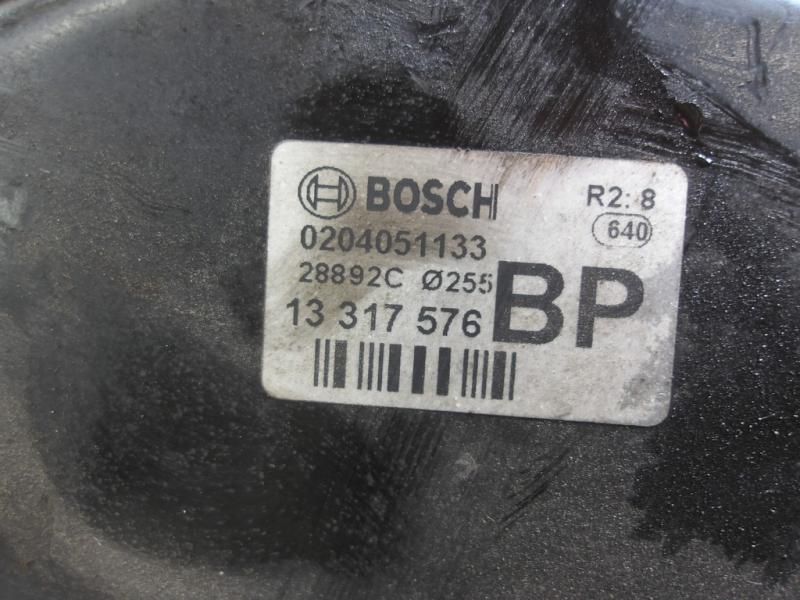 BOSCH R2: 8
0204051133 640
28892C Ø255
13 317 576 BP